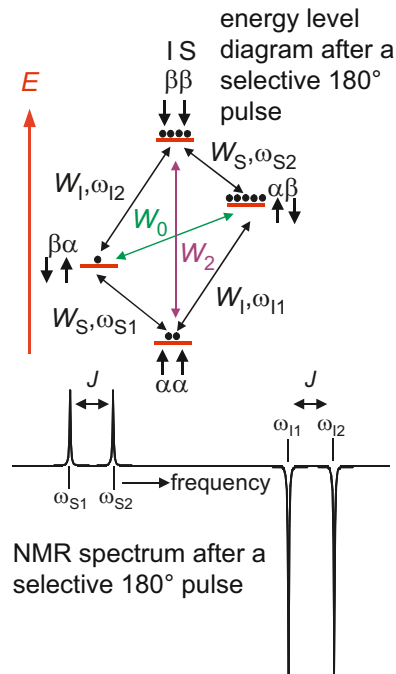 energy level
diagram after a
selective 180°
pulse
I S
ββ
E
W_S,ω_S2
W_I,ω_I2
αβ
W_0
βα
W_2
W_S,ω_S1
W_I,ω_I1
αα
J
J
ω_I1 ω_I2
ω_S1 ω_S2 frequency
NMR spectrum after a
selective 180° pulse